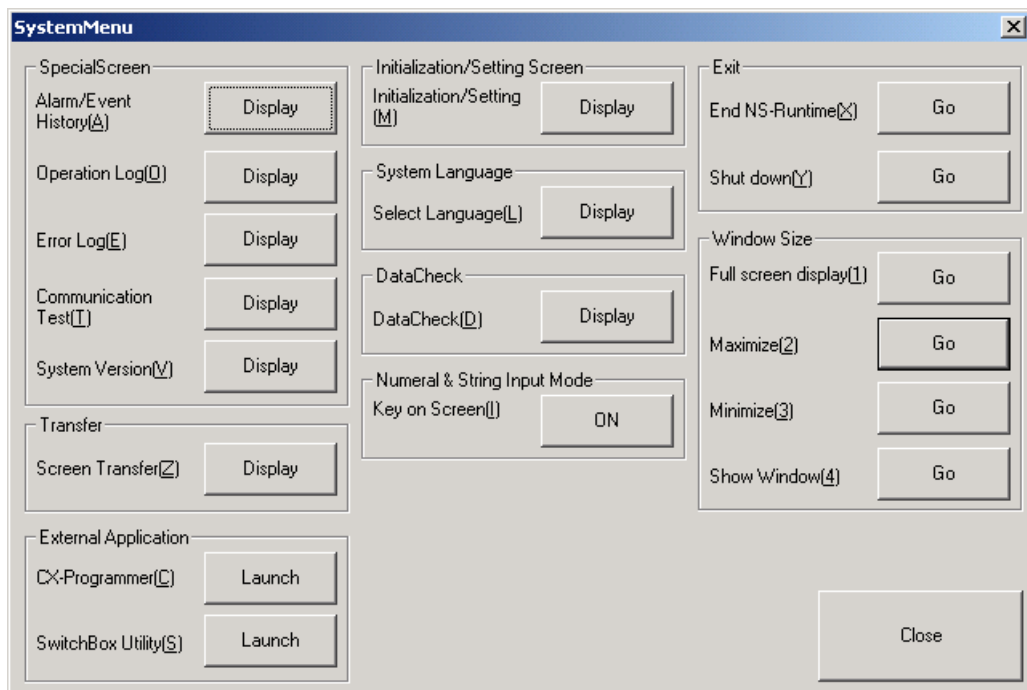 SystemMenu
SpecialScreen
Alarm/Event
History(A)
Display
Operation Log(O)
Display
Error Log(E)
Display
Communication
Test(T)
Display
System Version(V)
Display
Transfer
Screen Transfer(Z)
Display
External Application
CX-Programmer(C)
Launch
SwitchBox Utility(S)
Launch
Initialization/Setting Screen
Initialization/Setting
(M)
Display
System Language
Select Language(L)
Display
DataCheck
DataCheck(D)
Display
Numeral & String Input Mode
Key on Screen(I)
ON
Exit
End NS-Runtime(X)
Go
Shut down(Y)
Go
Window Size
Full screen display(1)
Go
Maximize(2)
Go
Minimize(3)
Go
Show Window(4)
Go
Close